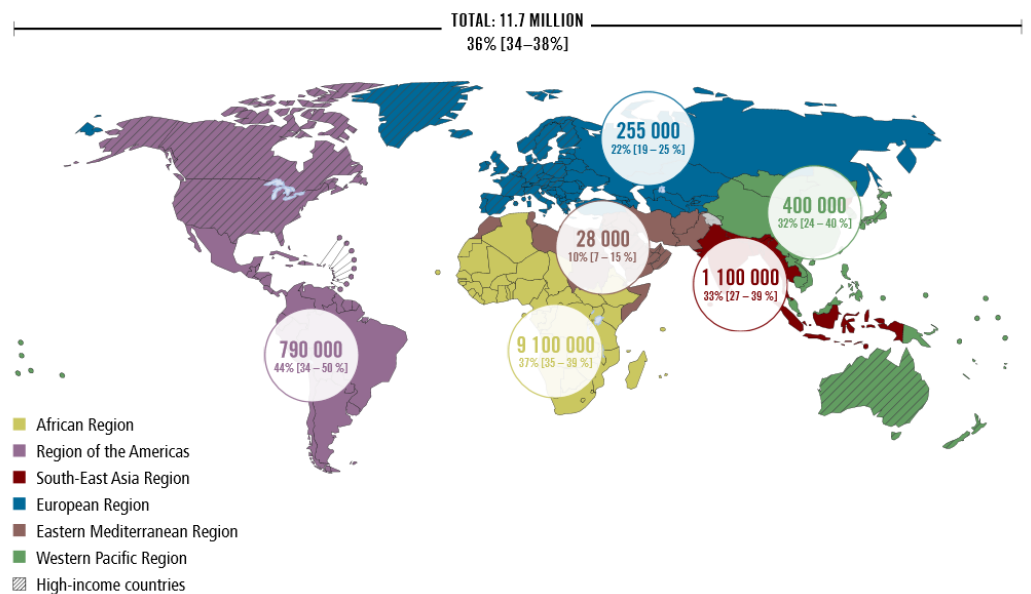 TOTAL: 11.7 MILLION
36% [34–38%]
255 000
22% [19 – 25 %]
400 000
32% [24 – 40 %]
28 000
10% [7 – 15 %]
1 100 000
33% [27 – 39 %]
790 000
44% [34 – 50 %]
9 100 000
37% [35 – 39 %]
African Region
Region of the Americas
South-East Asia Region
European Region
Eastern Mediterranean Region
Western Pacific Region
High-income countries